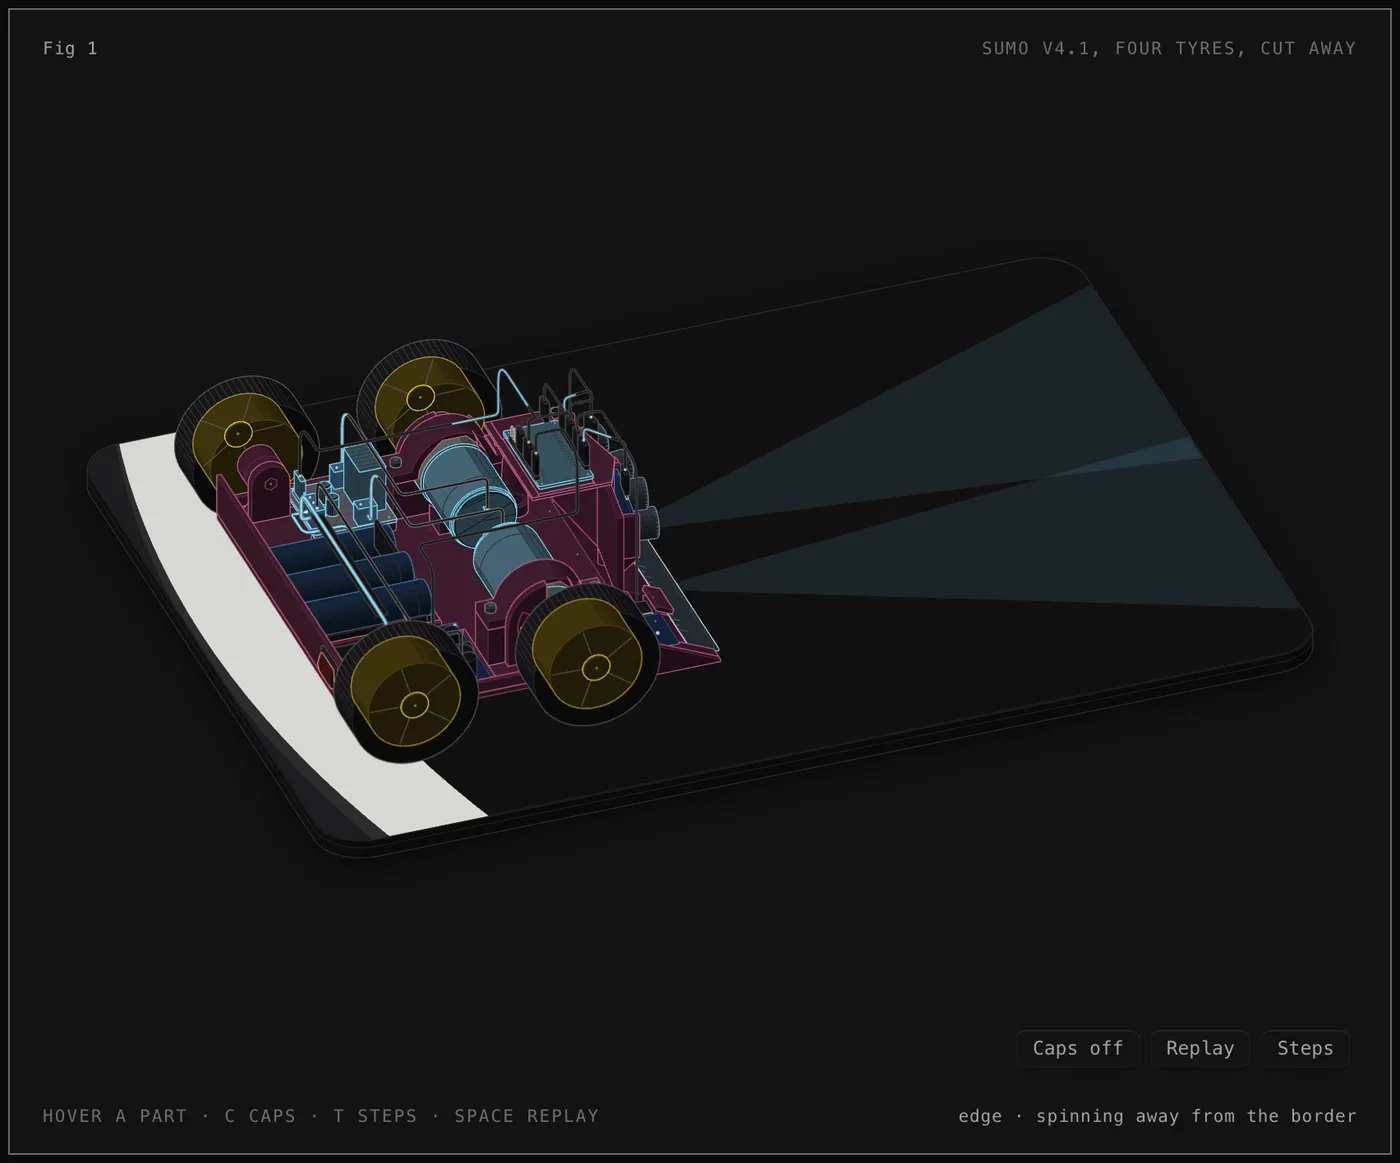 Fig 1
SUMO V4.1, FOUR TYRES, CUT AWAY
Caps off
Replay
Steps
HOVER A PART · C CAPS · T STEPS · SPACE REPLAY
edge · spinning away from the border